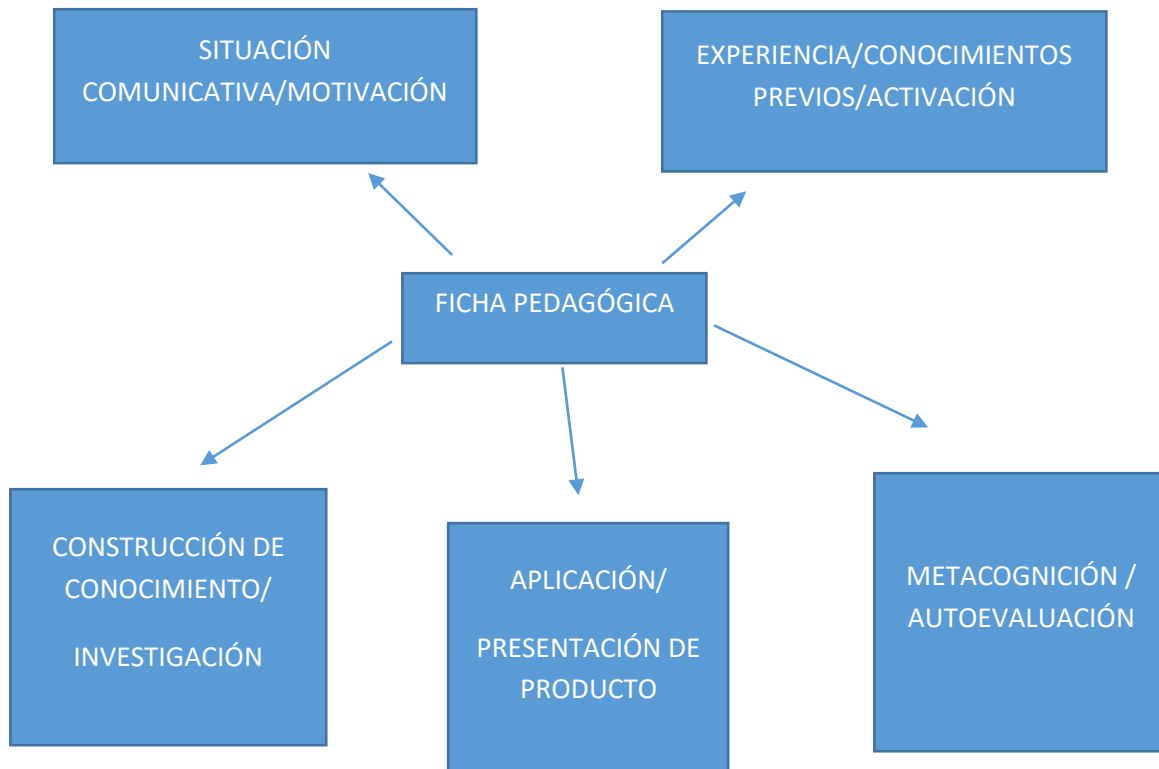 SITUACIÓN
COMUNICATIVA/MOTIVACIÓN
EXPERIENCIA/CONOCIMIENTOS
PREVIOS/ACTIVACIÓN
FICHA PEDAGÓGICA
CONSTRUCCIÓN DE
CONOCIMIENTO/
INVESTIGACIÓN
APLICACIÓN/
PRESENTACIÓN DE
PRODUCTO
METACOGNICIÓN /
AUTOEVALUACIÓN